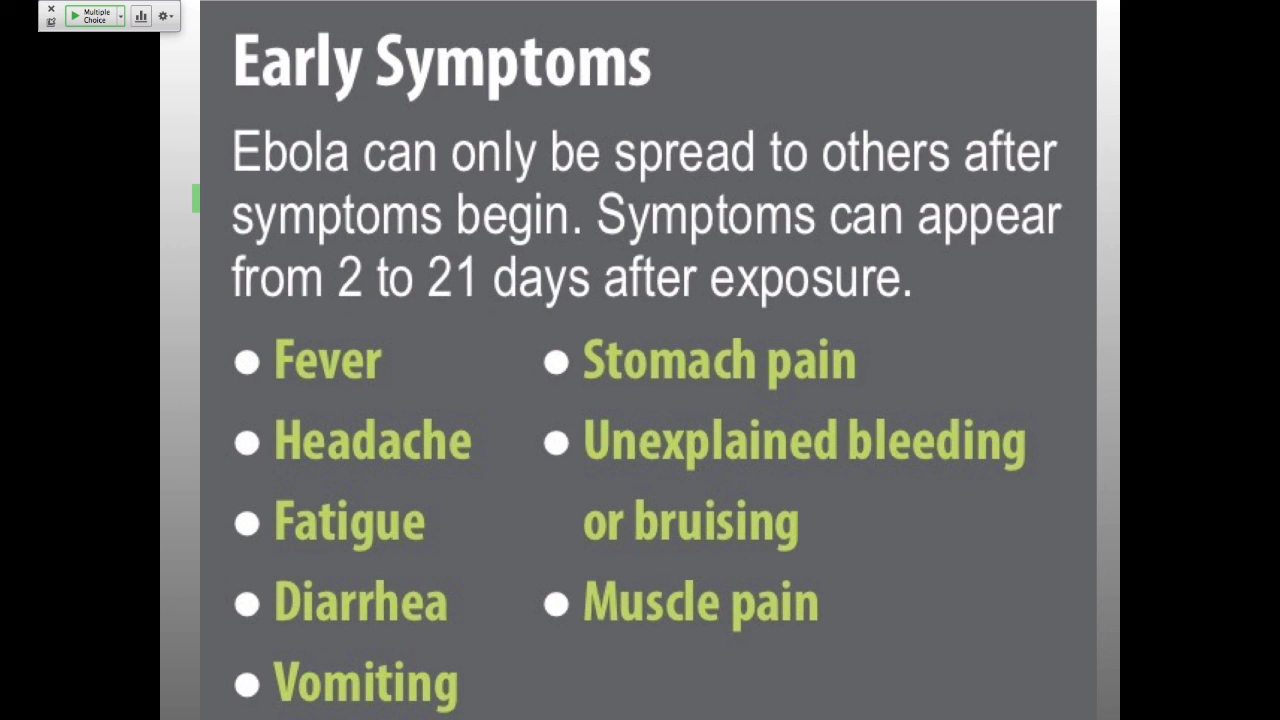 Multiple
Choice
Early Symptoms
Ebola can only be spread to others after
symptoms begin. Symptoms can appear
from 2 to 21 days after exposure.
Fever
Headache
Fatigue
Diarrhea
Vomiting
Stomach pain
Unexplained bleeding
or bruising
Muscle pain